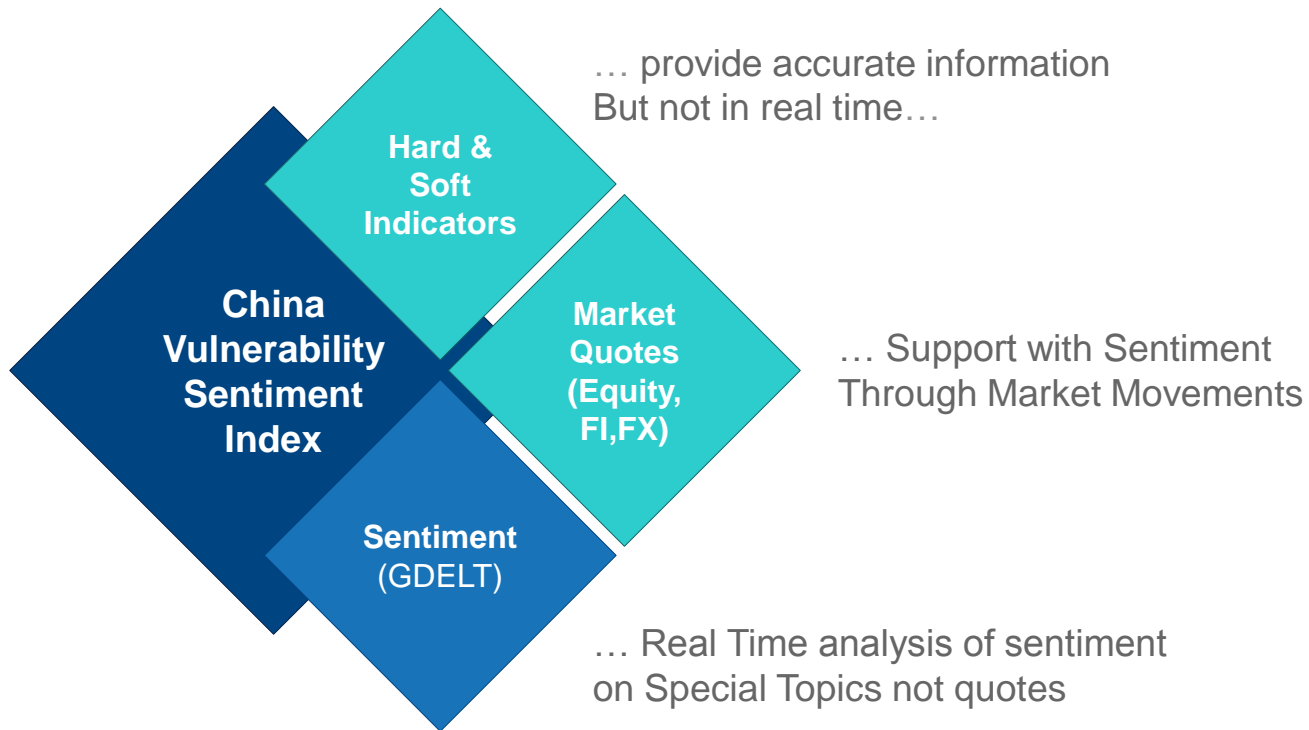 … provide accurate information
But not in real time…
Hard &
Soft
Indicators
China
Vulnerability
Sentiment
Index
Market
Quotes
(Equity,
FI,FX)
… Support with Sentiment
Through Market Movements
Sentiment
(GDELT)
… Real Time analysis of sentiment
on Special Topics not quotes